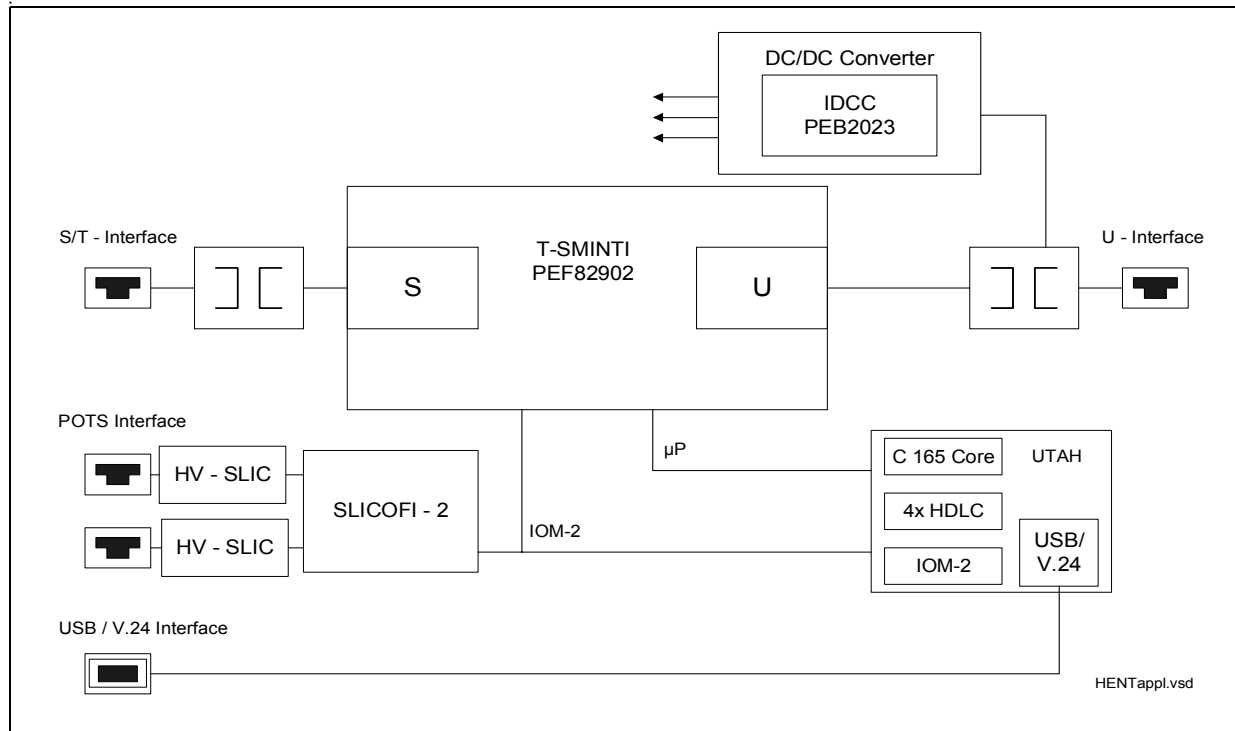 DC/DC Converter
IDCC
PEB2023
S/T - Interface
T-SMINTI
PEF82902
U - Interface
S
U
POTS Interface
µP
HV - SLIC
SLICOFI - 2
C 165 Core
UTAH
4x HDLC
HV - SLIC
IOM-2
USB/
V.24
IOM-2
USB / V.24 Interface
HENTappl.vsd